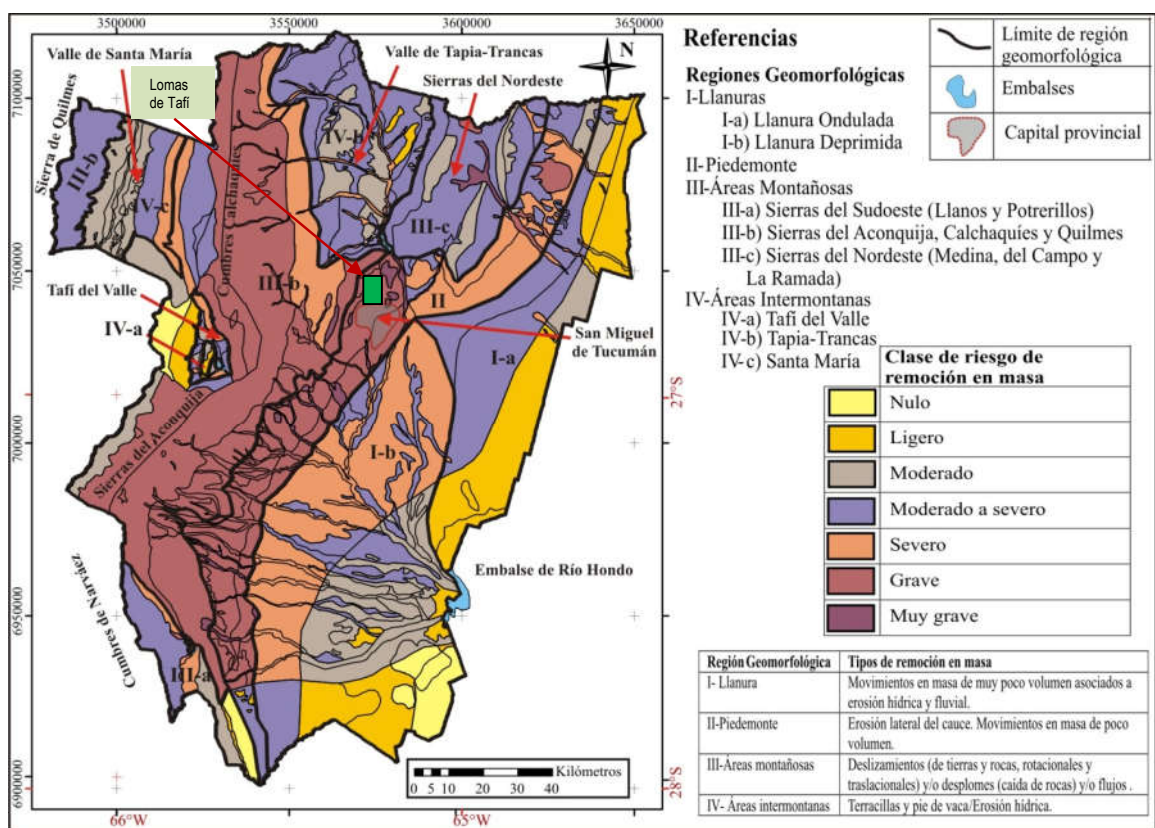 3500000
3550000
3600000
3650000
Valle de Santa María
Valle de Tapia-Trancas
N
Sierras del Nordeste
Lomas
de Tafí
7100000
Sierra de Quilmes
III-b
IV-c
Cumbres Calchaquíes
IV-b
III-c
7050000
III-b
II
Tafí del Valle
IV-a
San Miguel
de Tucumán
I-a
27°S
7000000
Sierras del Aconquija
I-b
Cumbres de Narváez
Embalse de Río Hondo
6950000
III-a
6900000
Kilómetros
0 5 10 20 30 40
28°S
66°W
65°W
Referencias
Regiones Geomorfológicas
I-Llanuras
I-a) Llanura Ondulada
I-b) Llanura Deprimida
II-Piedemonte
III-Áreas Montañosas
III-a) Sierras del Sudoeste (Llanos y Potrerillos)
III-b) Sierras del Aconquija, Calchaquíes y Quilmes
III-c) Sierras del Nordeste (Medina, del Campo y
La Ramada)
IV-Áreas Intermontanas
IV-a) Tafí del Valle
IV-b) Tapia-Trancas
IV-c) Santa María
Límite de región
geomorfológica
Embalses
Capital provincial
Clase de riesgo de
remoción en masa
Nulo
Ligero
Moderado
Moderado a severo
Severo
Grave
Muy grave
Región Geomorfológica Tipos de remoción en masa
I- Llanura Movimientos en masa de muy poco volumen asociados a
erosión hídrica y fluvial.
II-Piedemonte Erosión lateral del cauce. Movimientos en masa de poco
volumen.
III-Áreas montañosas Deslizamientos (de tierras y rocas, rotacionales y
traslacionales) y/o desplomes (caída de rocas) y/o flujos .
IV- Áreas intermontanas Terracillas y pie de vaca/Erosión hídrica.